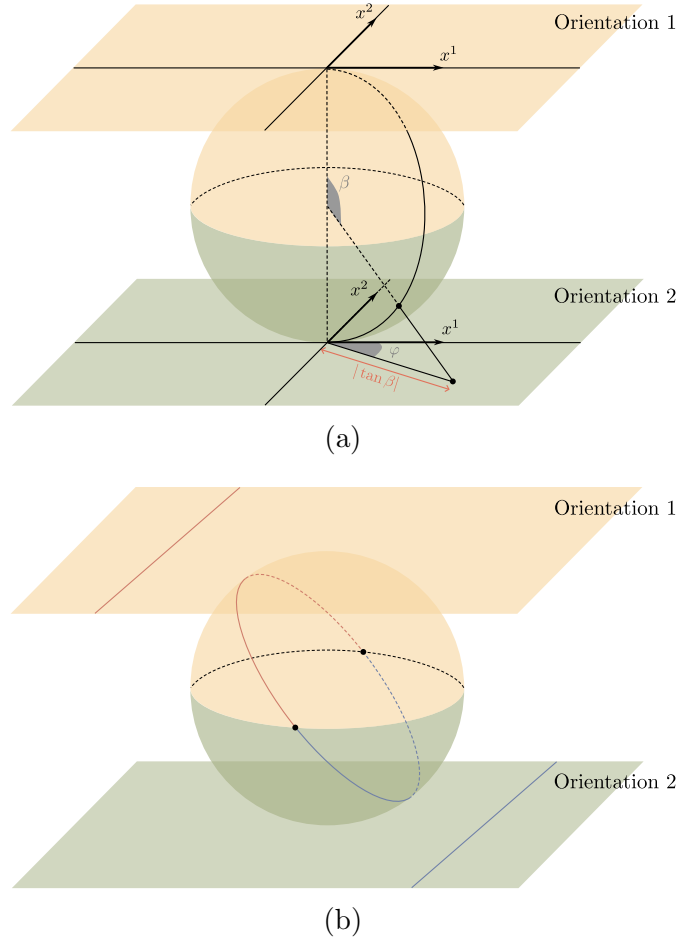 x²
Orientation 1
x¹
β
x²
Orientation 2
x¹
φ
| tan β|
(a)
Orientation 1
Orientation 2
(b)